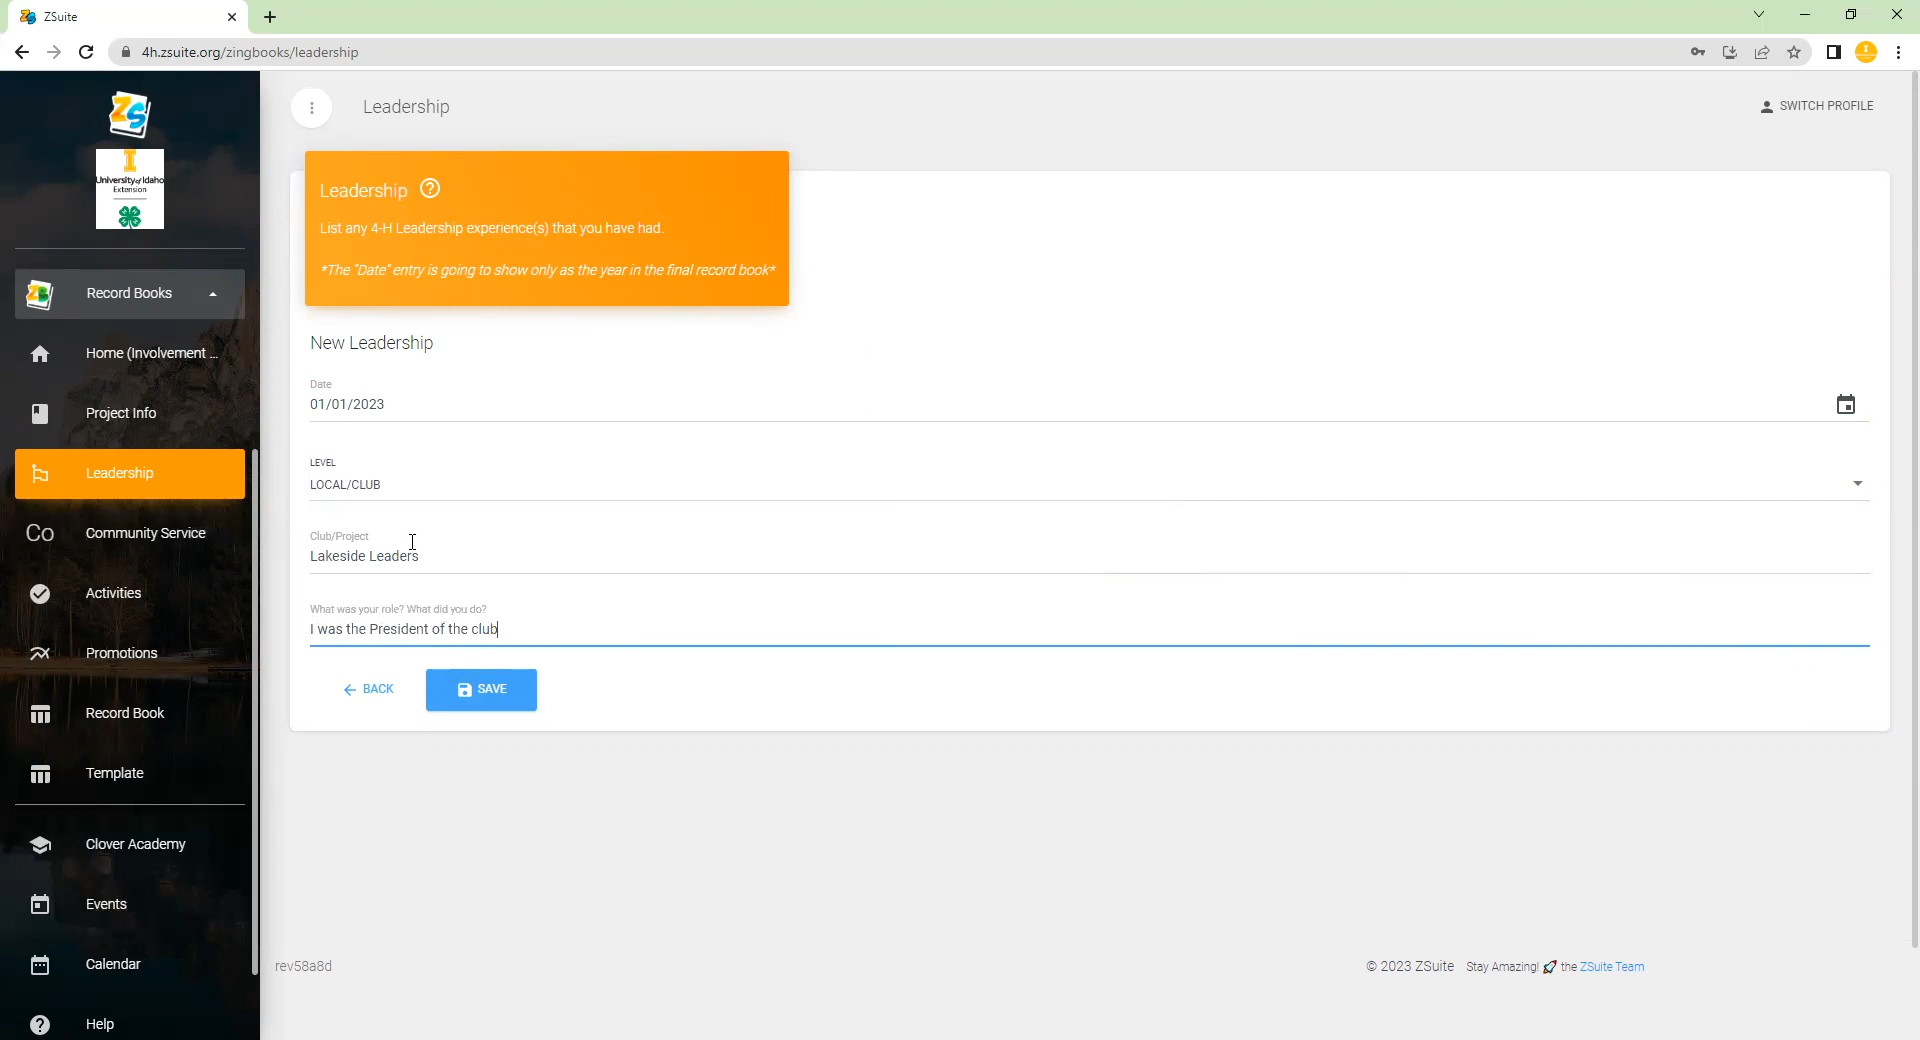 ZSuite
4h.zsuite.org/zingbooks/leadership
University of Idaho
Extension
Record Books
Home (Involvement ...
Project Info
Leadership
Co Community Service
Activities
Promotions
Record Book
Template
Clover Academy
Events
Calendar
Help
Leadership
SWITCH PROFILE
Leadership
List any 4-H Leadership experience(s) that you have had.
*The "Date" entry is going to show only as the year in the final record book*
New Leadership
Date
01/01/2023
LEVEL
LOCAL/CLUB
Club/Project
Lakeside Leaders
What was your role? What did you do?
I was the President of the club
BACK
SAVE
rev58a8d
© 2023 ZSuite Stay Amazing! 🚀 the ZSuite Team